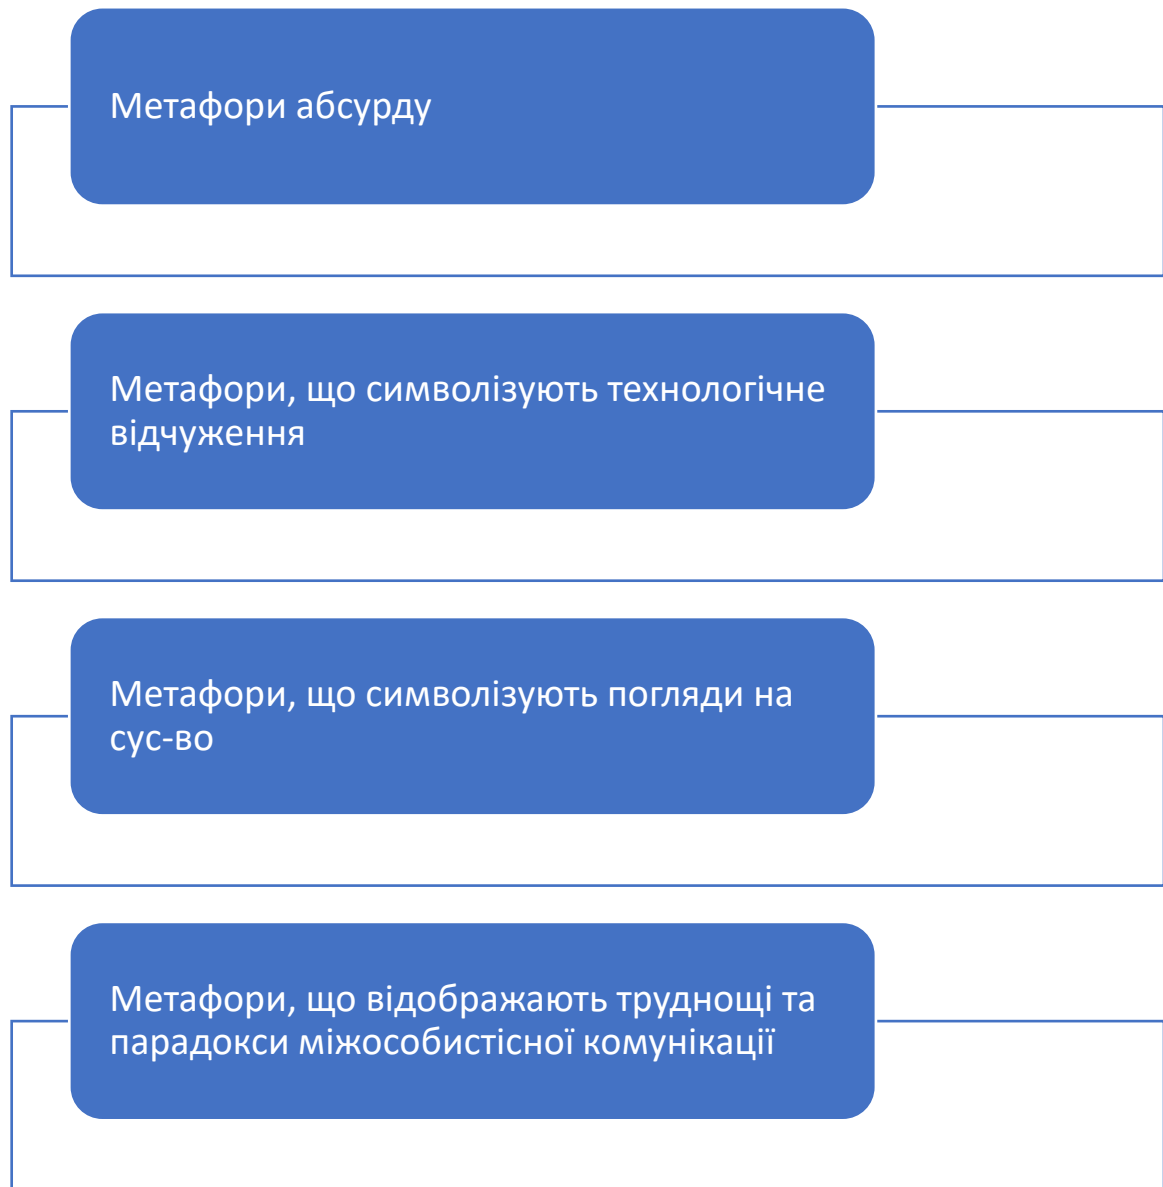 Метафори абсурду
Метафори, що символізують технологічне
відчуження
Метафори, що символізують погляди на
сус-во
Метафори, що відображають труднощі та
парадокси міжособистісної комунікації